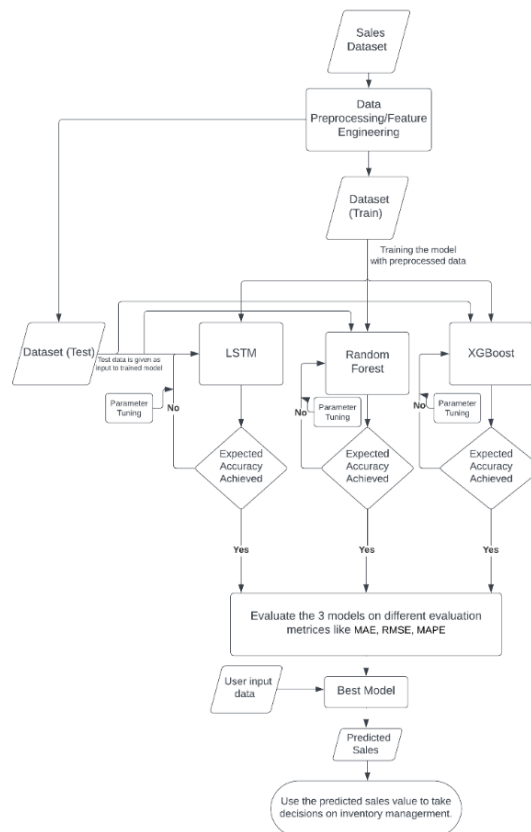 Sales
Dataset
Data
Preprocessing/Feature
Engineering
Dataset
(Train)
Training the model
with preprocessed data
Dataset (Test)
Test data is given as
input to trained model
LSTM
Random
Forest
XGBoost
Parameter
Tuning
No
Parameter
Tuning
No
Parameter
Tuning
No
Expected
Accuracy
Achieved
Expected
Accuracy
Achieved
Expected
Accuracy
Achieved
Yes
Yes
Yes
Evaluate the 3 models on different evaluation
metrices like MAE, RMSE, MAPE
User input
data
Best Model
Predicted
Sales
Use the predicted sales value to take
decisions on inventory management.